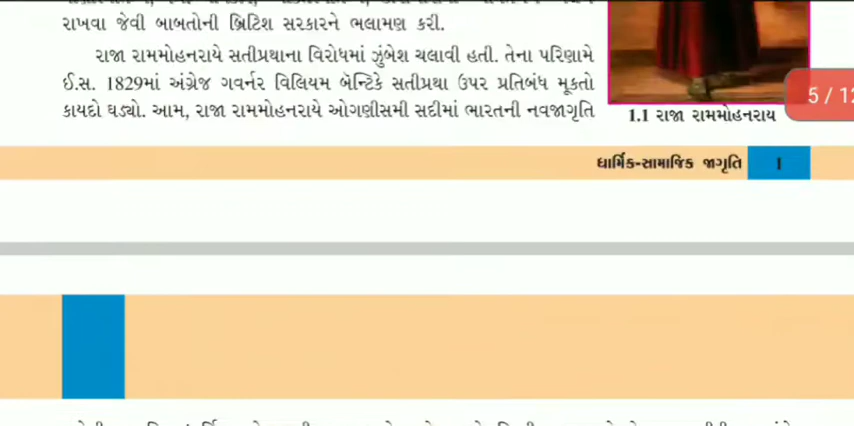 રાખવા જેવી બાબતોની બ્રિટિશ સરકારને ભલામણ કરી.
રાજા રામમોહનરાયે સતીપ્રથાના વિરોધમાં ઝુંબેશ ચલાવી હતી. તેના પરિણામે
ઈ.સ. 1829માં અંગ્રેજ ગવર્નર વિલિયમ બૅન્ટિકે સતીપ્રથા ઉપર પ્રતિબંધ મૂકતો
કાયદો ઘડ્યો. આમ, રાજા રામમોહનરાયે ઓગણીસમી સદીમાં ભારતની નવજાગૃતિ
1.1 રાજા રામમોહનરાય
5 / 12
ધાર્મિક-સામાજિક જાગૃતિ 1